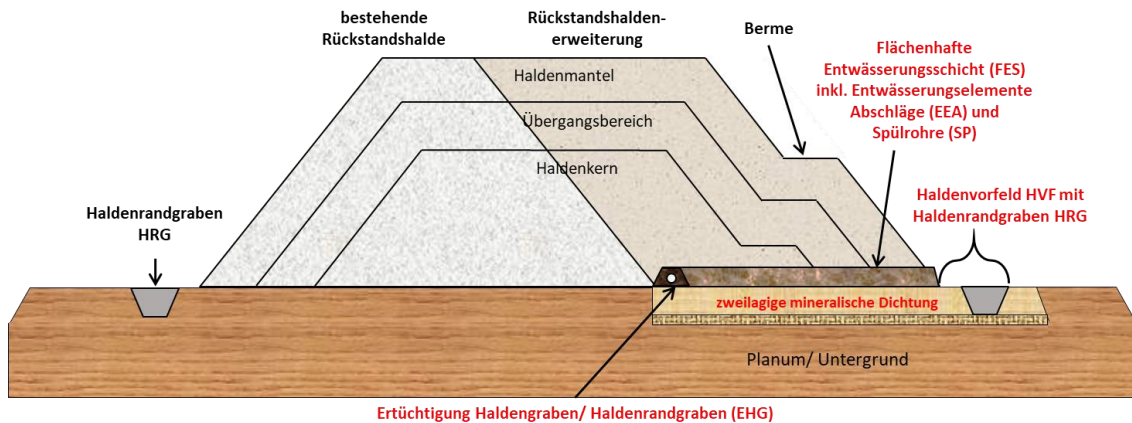 bestehende
Rückstandshalde
Rückstandshalden-
erweiterung
Berme
Flächenhafte
Entwässerungsschicht (FES)
inkl. Entwässerungselemente
Abschläge (EEA) und
Spülrohre (SP)
Haldenmantel
Übergangsbereich
Haldenkern
Haldenrandgraben
HRG
Haldenvorfeld HVF mit
Haldenrandgraben HRG
zweilagige mineralische Dichtung
Planum/ Untergrund
Ertüchtigung Haldengraben/ Haldenrandgraben (EHG)